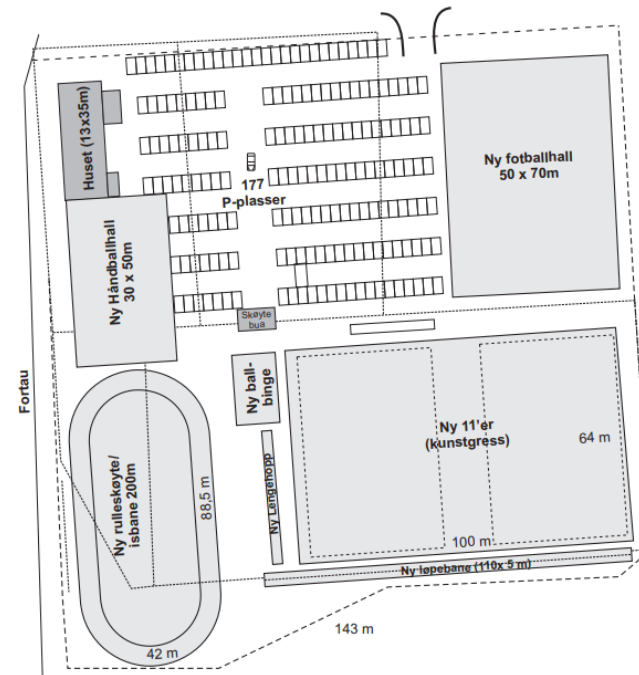 Huset (13x35m)
Ny fotballhall
50 x 70m
177
P-plasser
Ny Håndballhall
30 x 50m
Skøyte
bua
Fortau
Ny ball-
binge
Ny 11'er
(kunstgress)
64 m
Ny rulleskøyte/
isbane 200m
88,5 m
Ny Lengehopp
100 m
Ny løpebane (110x 5 m)
143 m
42 m